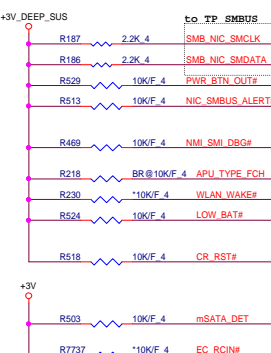 +3V_DEEP_SUS to TP SMBUS
R187 2.2K_4 SMB_NIC_SMCLK
R186 2.2K_4 SMB_NIC_SMDATA
R529 10K/F_4 PWR_BTN_OUT#
R513 10K/F_4 NIC_SMBUS_ALERT
R469 10K/F_4 NMI_SMI_DBG#
R218 BR@10K/F_4 APU_TYPE_FCH
R230 *10K/F_4 WLAN_WAKE#
R524 10K/F_4 LOW_BAT#
R518 10K/F_4 CR_RST#
+3V
R503 10K/F_4 mSATA_DET
R7737 *10K/F_4 EC_RCIN#